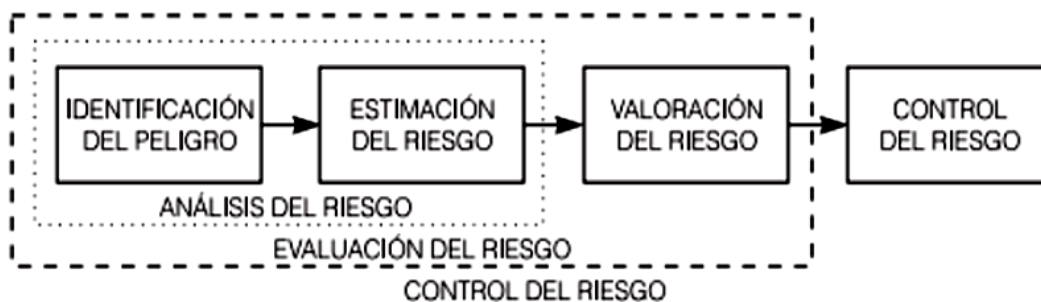 IDENTIFICACIÓN
DEL PELIGRO
ESTIMACIÓN
DEL RIESGO
VALORACIÓN
DEL RIESGO
CONTROL
DEL RIESGO
ANÁLISIS DEL RIESGO
EVALUACIÓN DEL RIESGO
CONTROL DEL RIESGO